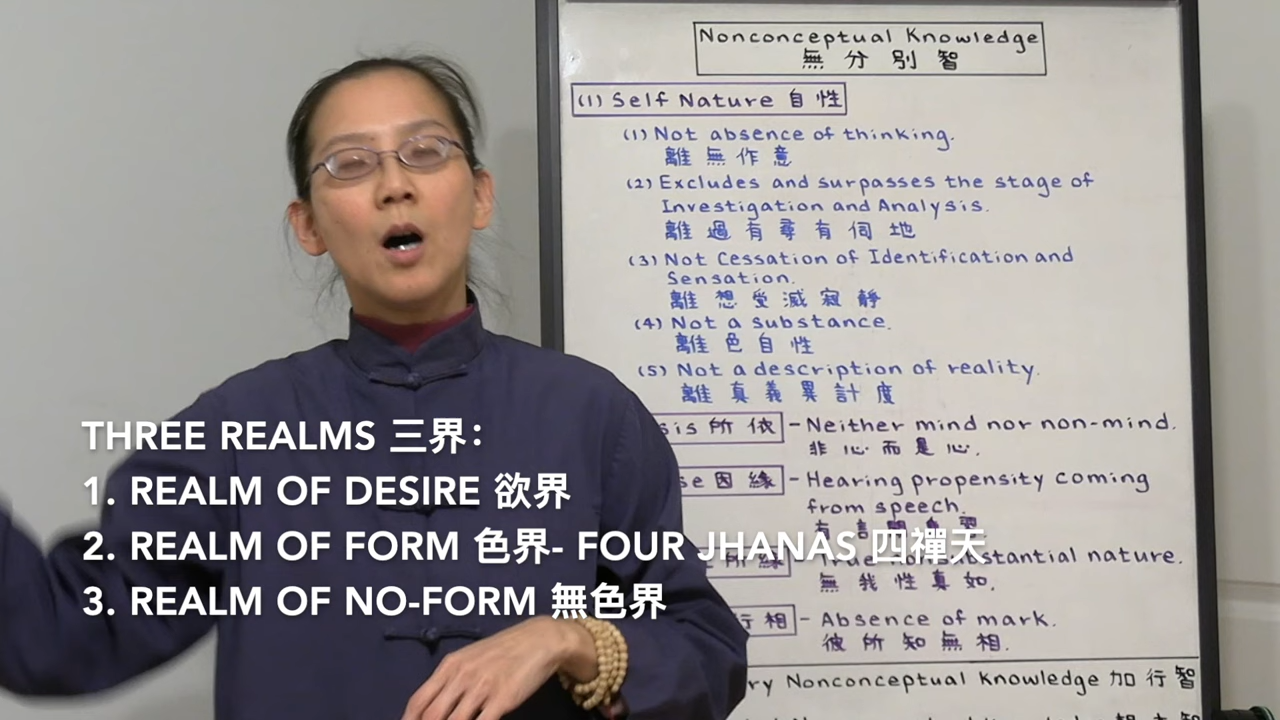 Nonconceptual Knowledge
無分別智
(1) Self Nature 自性
(1) Not absence of thinking.
離無作意
(2) Excludes and surpasses the stage of
Investigation and Analysis.
離過有尋有伺地
(3) Not Cessation of Identification and
Sensation.
離想受滅寂靜
(4) Not a substance.
離色自性
(5) Not a description of reality.
離真義異計度
sis 所依 - Neither mind nor non-mind.
非心而是心.
se 因緣 - Hearing propensity coming
from speech.
所緣 - substantial nature.
無我性真如.
行相 - Absence of mark.
彼所知無相.
ry Nonconceptual Knowledge 加行智
THREE REALMS 三界:
1. REALM OF DESIRE 欲界
2. REALM OF FORM 色界- FOUR JHANAS 四禪天
3. REALM OF NO-FORM 無色界